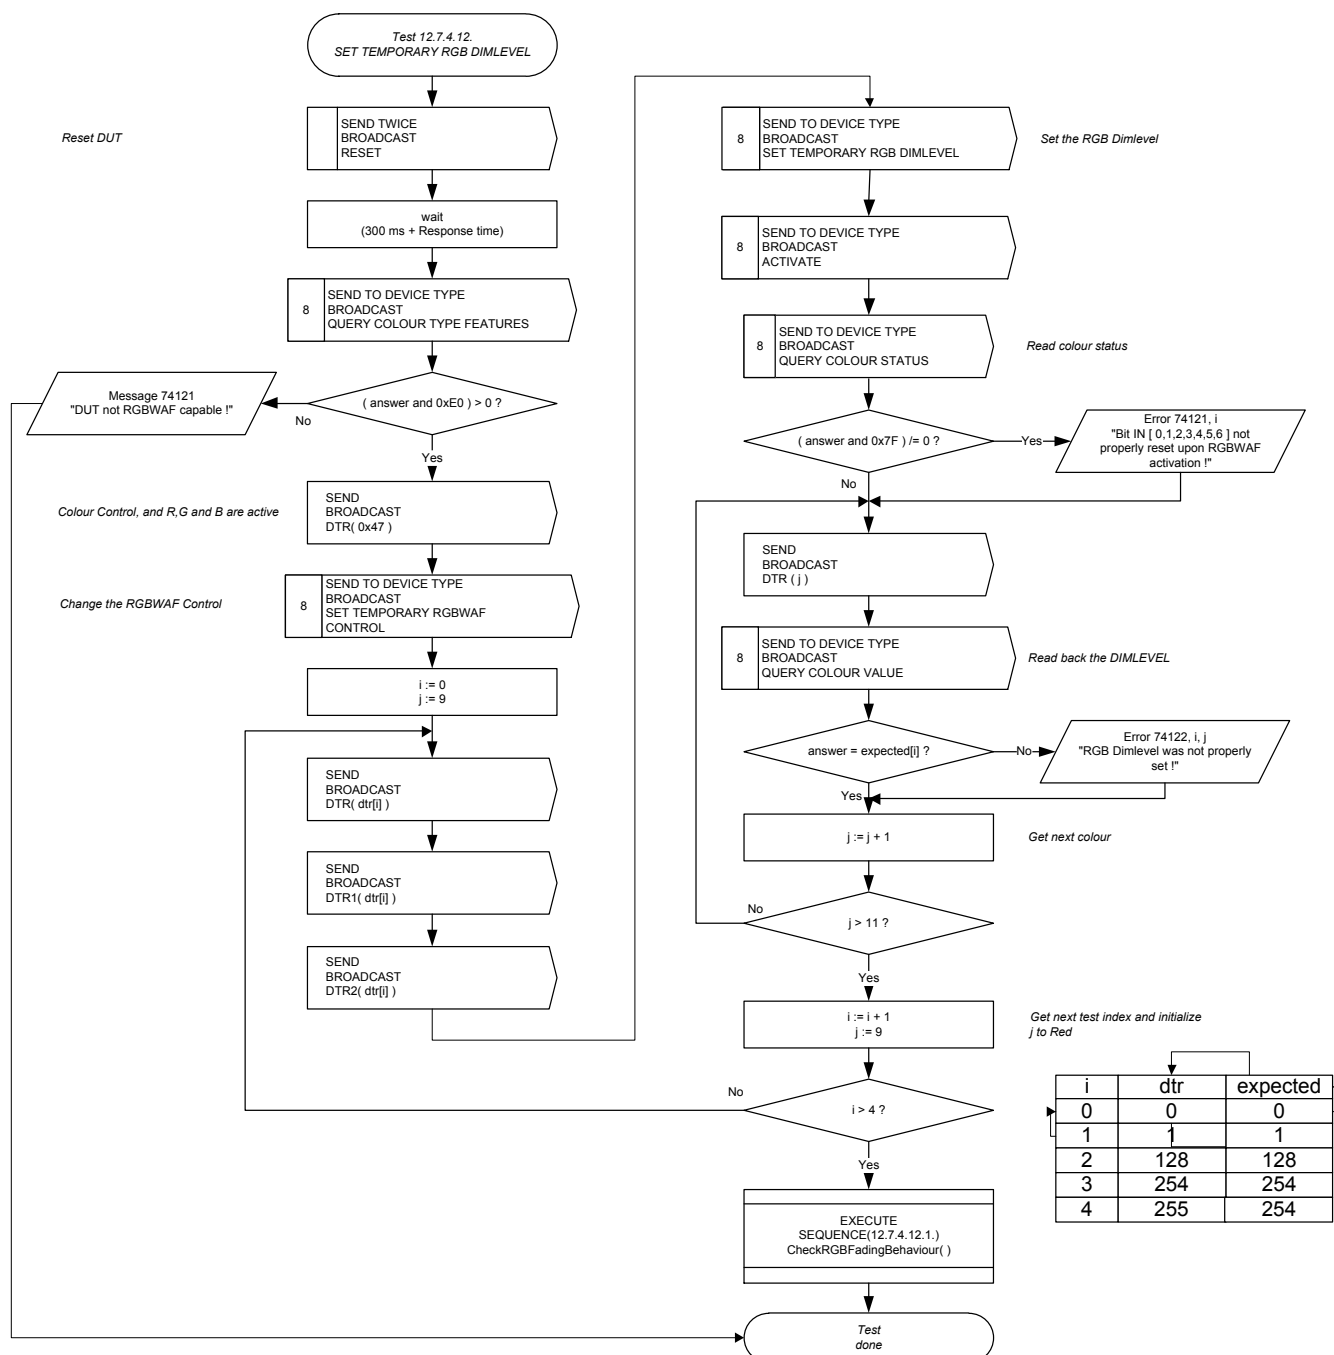 Test 12.7.4.12.
SET TEMPORARY RGB DIMLEVEL
Reset DUT
SEND TWICE
BROADCAST
RESET
wait
(300 ms + Response time)
8
SEND TO DEVICE TYPE
BROADCAST
QUERY COLOUR TYPE FEATURES
( answer and 0xE0 ) > 0 ?
No
Message 74121
"DUT not RGBWAF capable !"
Yes
Colour Control, and R,G and B are active
SEND
BROADCAST
DTR( 0x47 )
Change the RGBWAF Control
8
SEND TO DEVICE TYPE
BROADCAST
SET TEMPORARY RGBWAF
CONTROL
i := 0
j := 9
SEND
BROADCAST
DTR( dtr[i] )
SEND
BROADCAST
DTR1( dtr[i] )
SEND
BROADCAST
DTR2( dtr[i] )
8
SEND TO DEVICE TYPE
BROADCAST
SET TEMPORARY RGB DIMLEVEL
Set the RGB Dimlevel
8
SEND TO DEVICE TYPE
BROADCAST
ACTIVATE
8
SEND TO DEVICE TYPE
BROADCAST
QUERY COLOUR STATUS
Read colour status
( answer and 0x7F ) /= 0 ?
Yes
Error 74121, i
"Bit IN [ 0,1,2,3,4,5,6 ] not
properly reset upon RGBWAF
activation !"
No
SEND
BROADCAST
DTR ( j )
8
SEND TO DEVICE TYPE
BROADCAST
QUERY COLOUR VALUE
Read back the DIMLEVEL
answer = expected[i] ?
No
Error 74122, i, j
"RGB Dimlevel was not properly
set !"
Yes
j := j + 1
Get next colour
No
j > 11 ?
Yes
i := i + 1
j := 9
Get next test index and initialize
j to Red
No
i > 4 ?
Yes
EXECUTE
SEQUENCE(12.7.4.12.1.)
CheckRGBFadingBehaviour( )
Test
done
i dtr expected
0 0 0
1 1 1
2 128 128
3 254 254
4 255 254